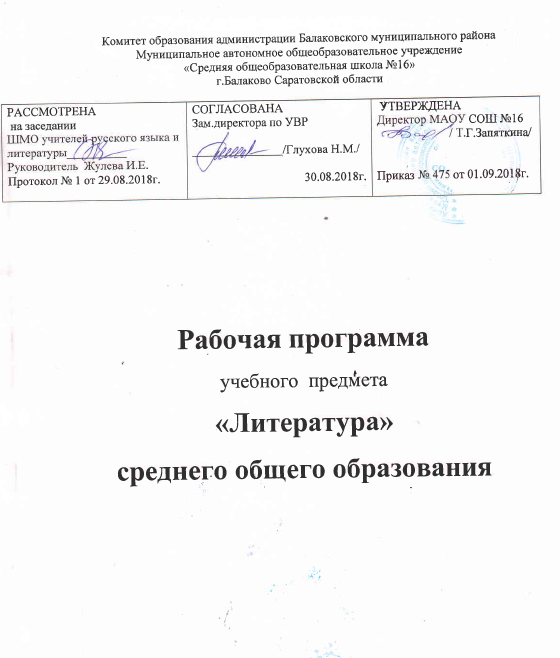 Комитет образования администрации Балаковского муниципального района
Муниципальное автономное общеобразовательное учреждение
«Средняя общеобразовательная школа №16»
г.Балаково Саратовской области
РАССМОТРЕНА
на заседании
ШМО учителей русского языка и
литературы
Руководитель Жулева И.Е.
Протокол № 1 от 29.08.2018г.
СОГЛАСОВАНА
Зам.директора по УВР
/Глухова Н.М./
30.08.2018г.
УТВЕРЖДЕНА
Директор МАОУ СОШ №16
/ Т.Г.Запяткина/
Приказ № 475 от 01.09.2018г.
Рабочая программа
учебного предмета
«Литература»
среднего общего образования